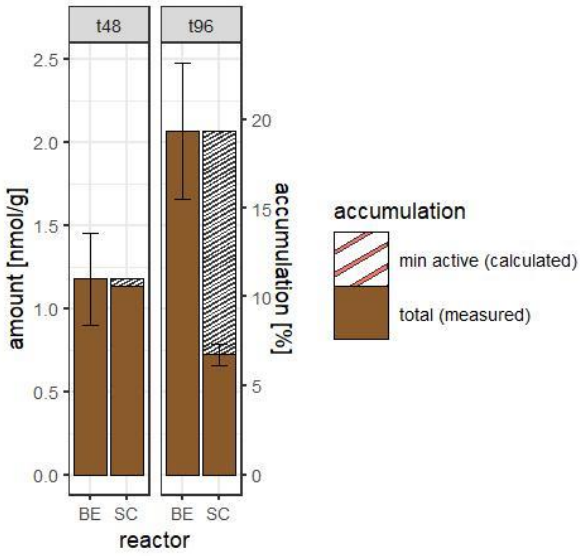 t48 t96
2.5
2.0
1.5
1.0
0.5
0.0
amount [nmol/g]
20
15
10
5
0
accumulation [%]
BE SC BE SC
reactor
accumulation
min active (calculated)
total (measured)